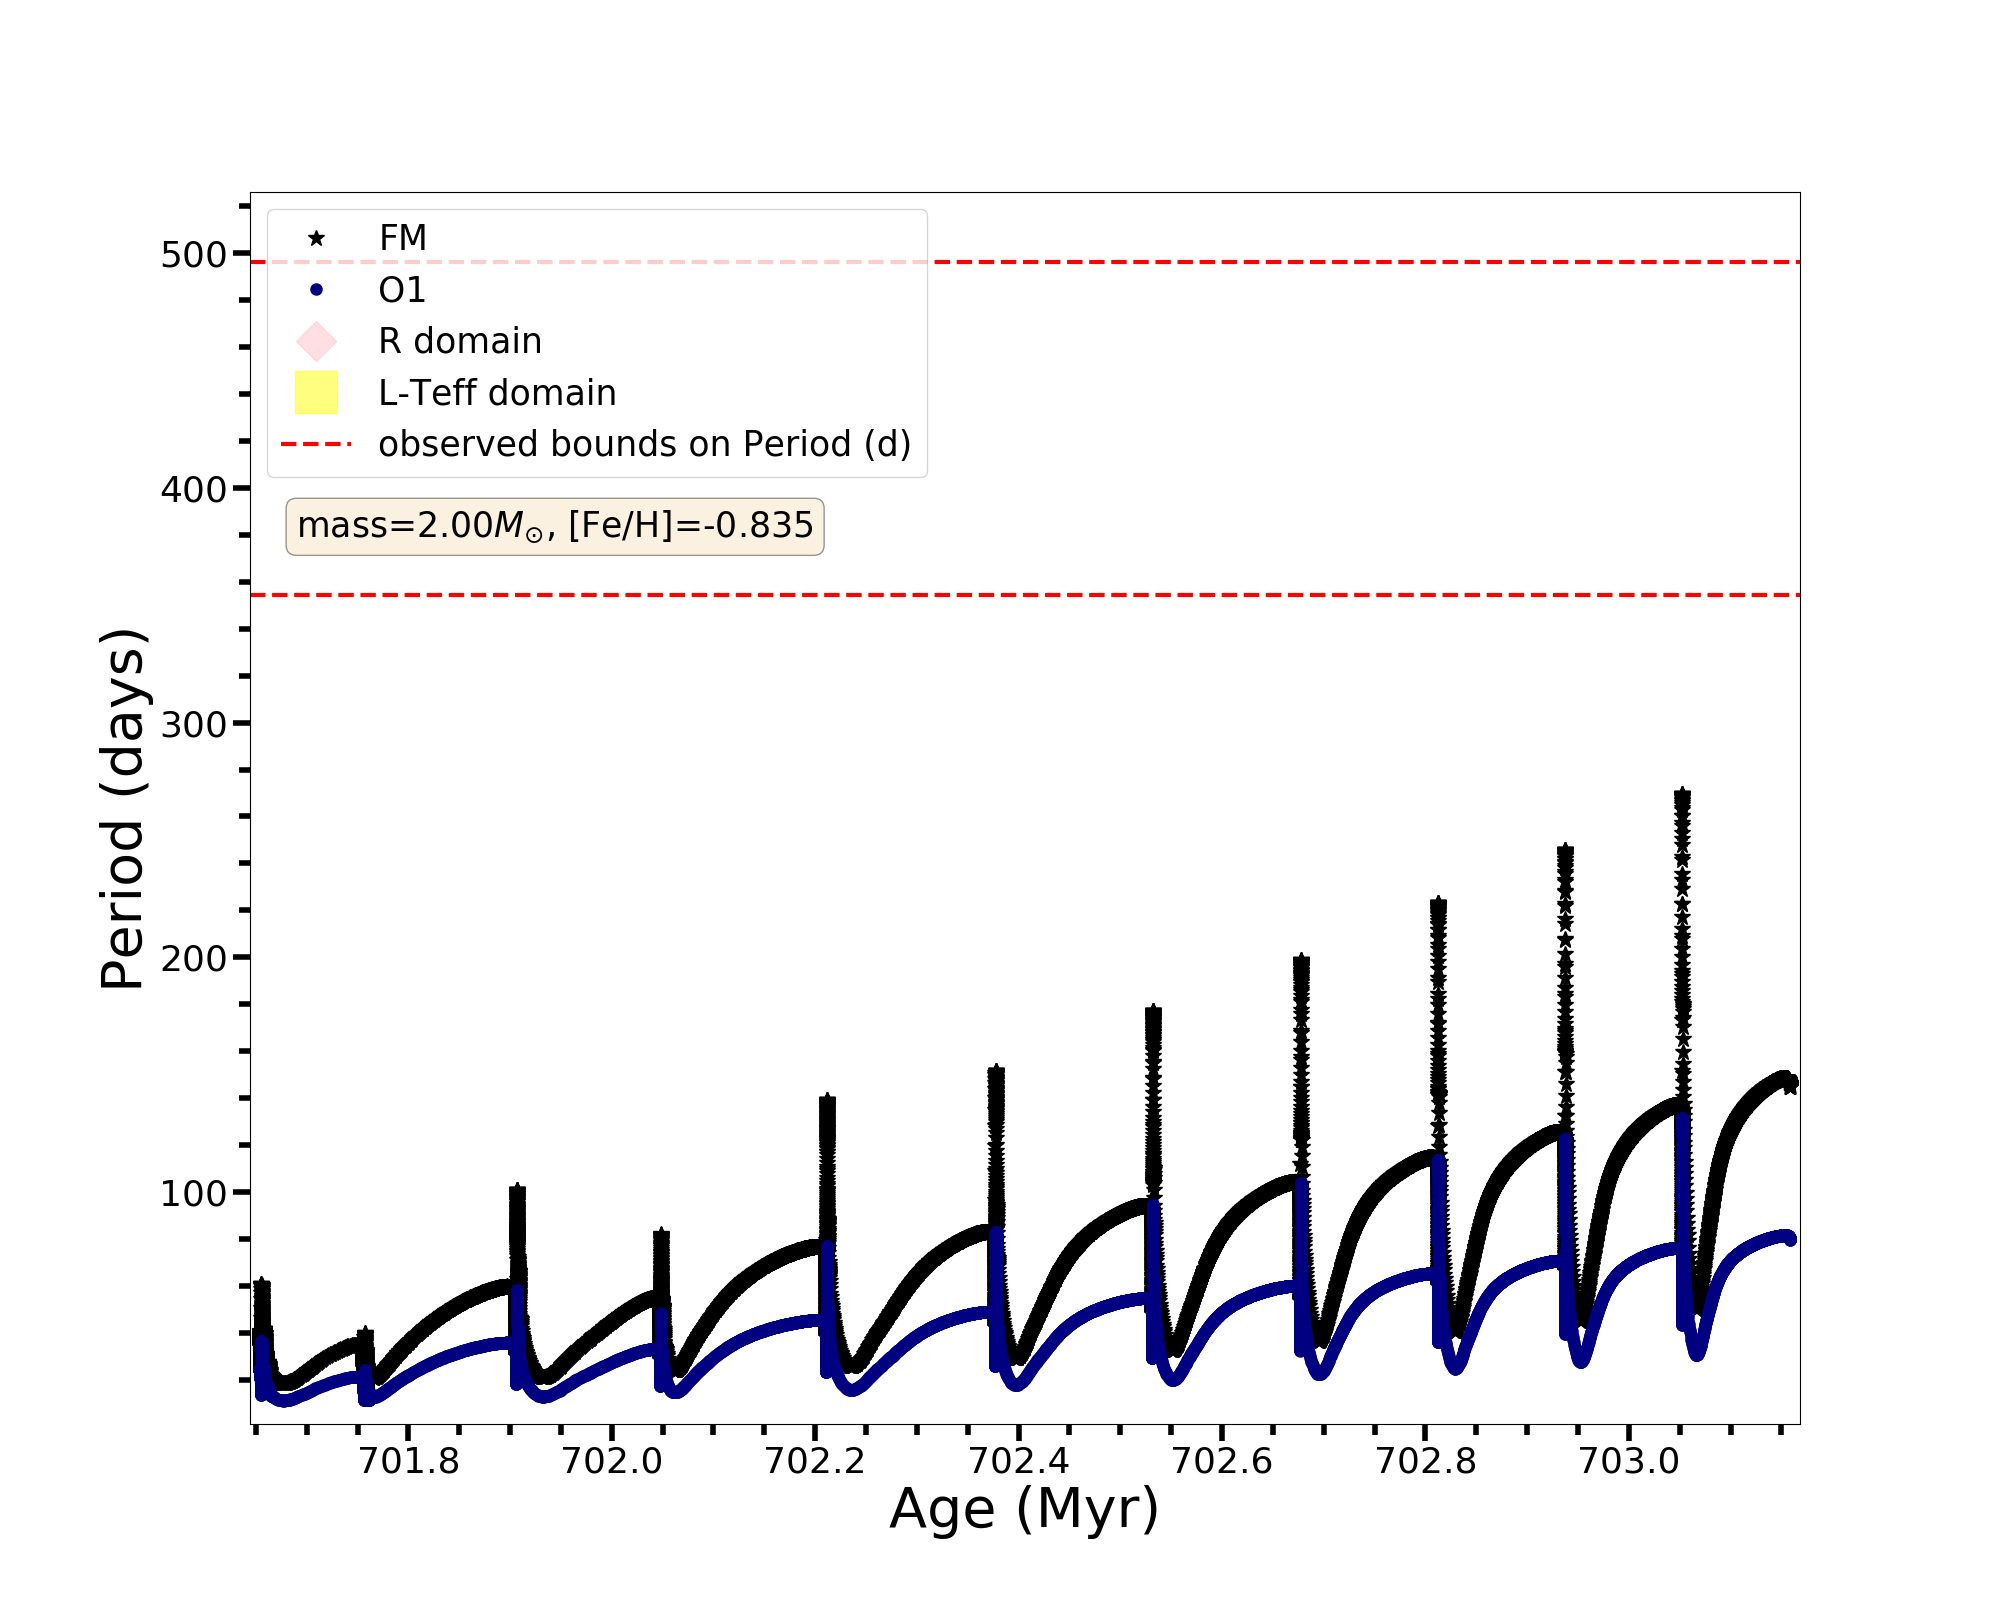 FM
O1
R domain
L-Teff domain
observed bounds on Period (d)
mass=2.00M⊙, [Fe/H]=-0.835
500
400
300
200
100
Period (days)
701.8 702.0 702.2 702.4 702.6 702.8 703.0
Age (Myr)